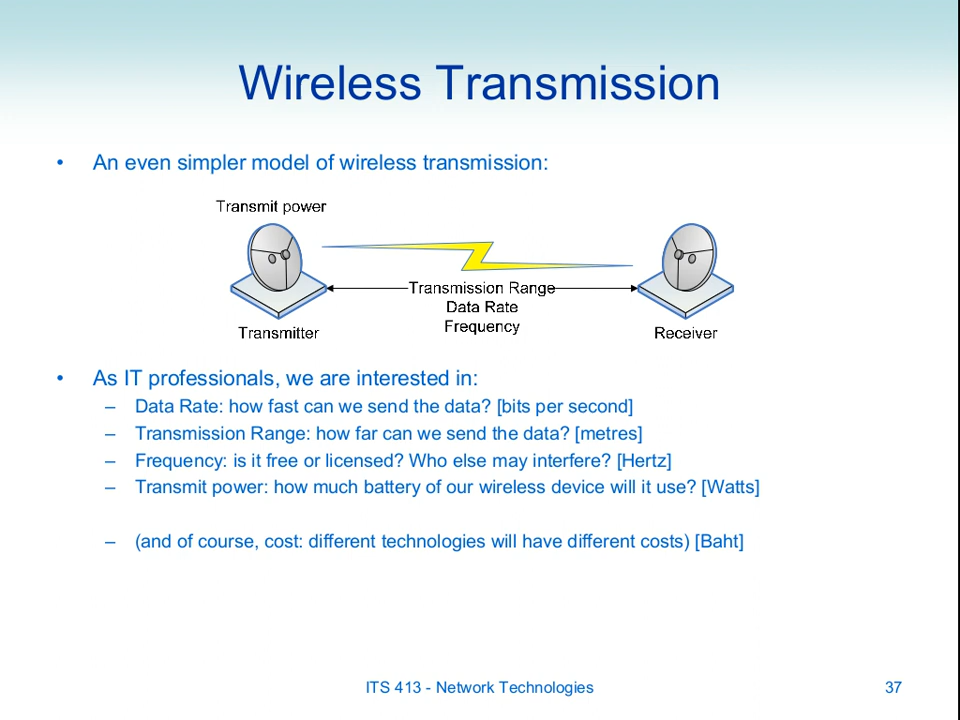 Wireless Transmission
• An even simpler model of wireless transmission:
Transmit power
Transmission Range
Data Rate
Frequency
Transmitter
Receiver
• As IT professionals, we are interested in:
– Data Rate: how fast can we send the data? [bits per second]
– Transmission Range: how far can we send the data? [metres]
– Frequency: is it free or licensed? Who else may interfere? [Hertz]
– Transmit power: how much battery of our wireless device will it use? [Watts]
– (and of course, cost: different technologies will have different costs) [Baht]
ITS 413 - Network Technologies
37